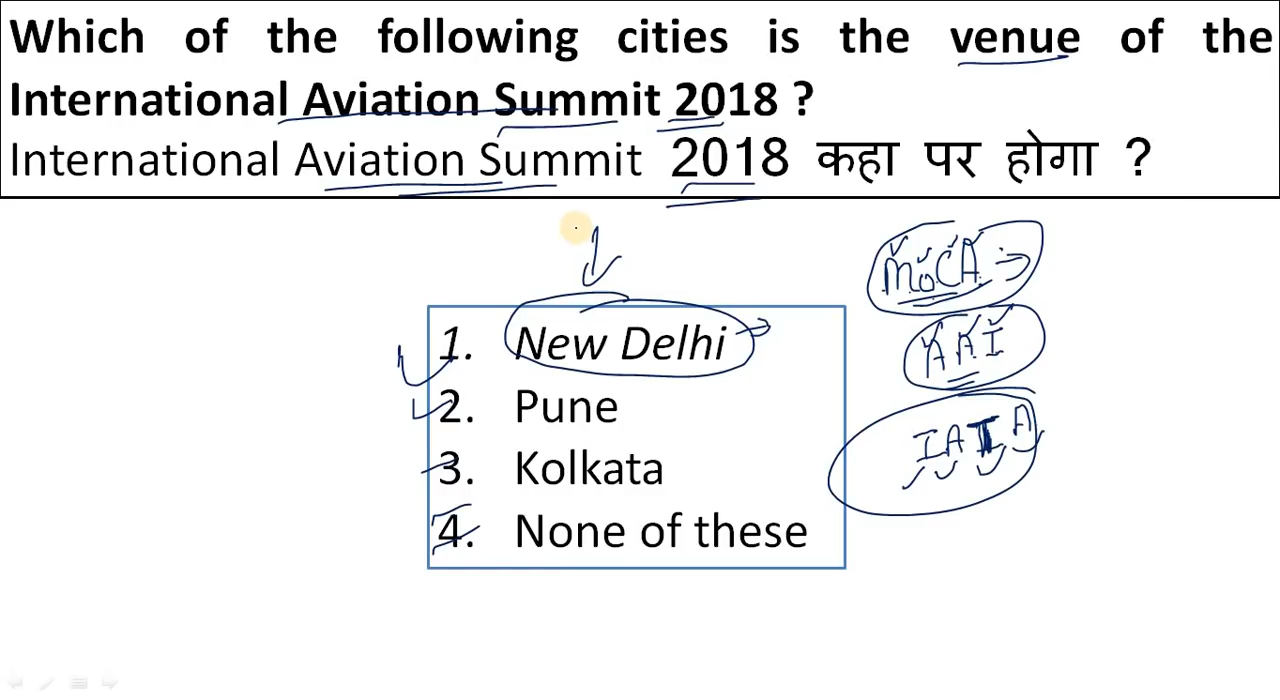 Which of the following cities is the venue of the
International Aviation Summit 2018 ?
International Aviation Summit 2018 कहा पर होगा ?
MoCA
1. New Delhi
AAI
2. Pune
IATA
3. Kolkata
4. None of these